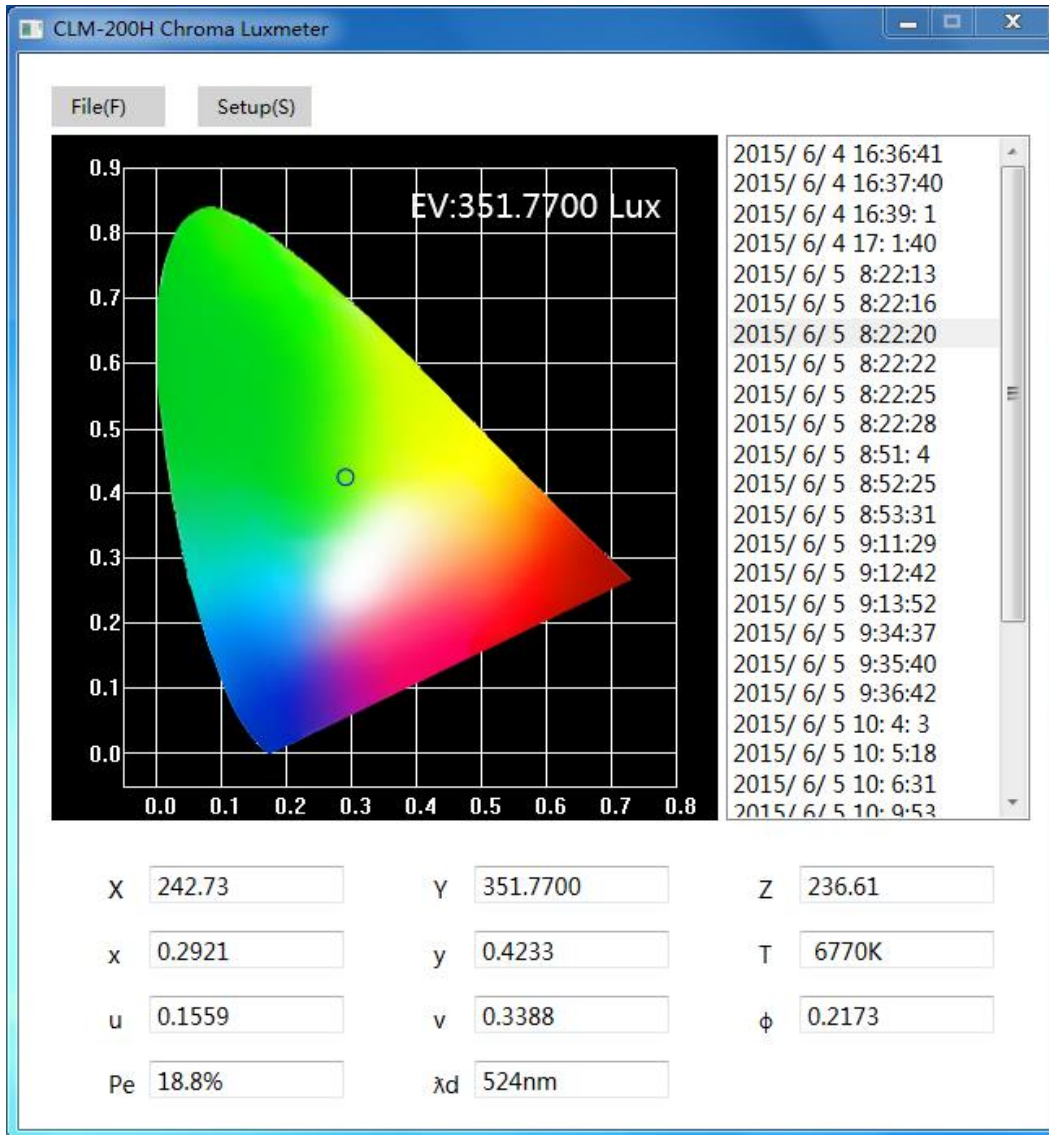 CLM-200H Chroma Luxmeter
File(F) Setup(S)
EV:351.7700 Lux
0.9
0.8
0.7
0.6
0.5
0.4
0.3
0.2
0.1
0.0
0.0 0.1 0.2 0.3 0.4 0.5 0.6 0.7 0.8
2015/ 6/ 4 16:36:41
2015/ 6/ 4 16:37:40
2015/ 6/ 4 16:39: 1
2015/ 6/ 4 17: 1:40
2015/ 6/ 5  8:22:13
2015/ 6/ 5  8:22:16
2015/ 6/ 5  8:22:20
2015/ 6/ 5  8:22:22
2015/ 6/ 5  8:22:25
2015/ 6/ 5  8:22:28
2015/ 6/ 5  8:51: 4
2015/ 6/ 5  8:52:25
2015/ 6/ 5  8:53:31
2015/ 6/ 5  9:11:29
2015/ 6/ 5  9:12:42
2015/ 6/ 5  9:13:52
2015/ 6/ 5  9:34:37
2015/ 6/ 5  9:35:40
2015/ 6/ 5  9:36:42
2015/ 6/ 5 10: 4: 3
2015/ 6/ 5 10: 5:18
2015/ 6/ 5 10: 6:31
2015/ 6/ 5 10: 9:53
X 242.73 Y 351.7700 Z 236.61
x 0.2921 y 0.4233 T 6770K
u 0.1559 v 0.3388 ϕ 0.2173
Pe 18.8% λd 524nm